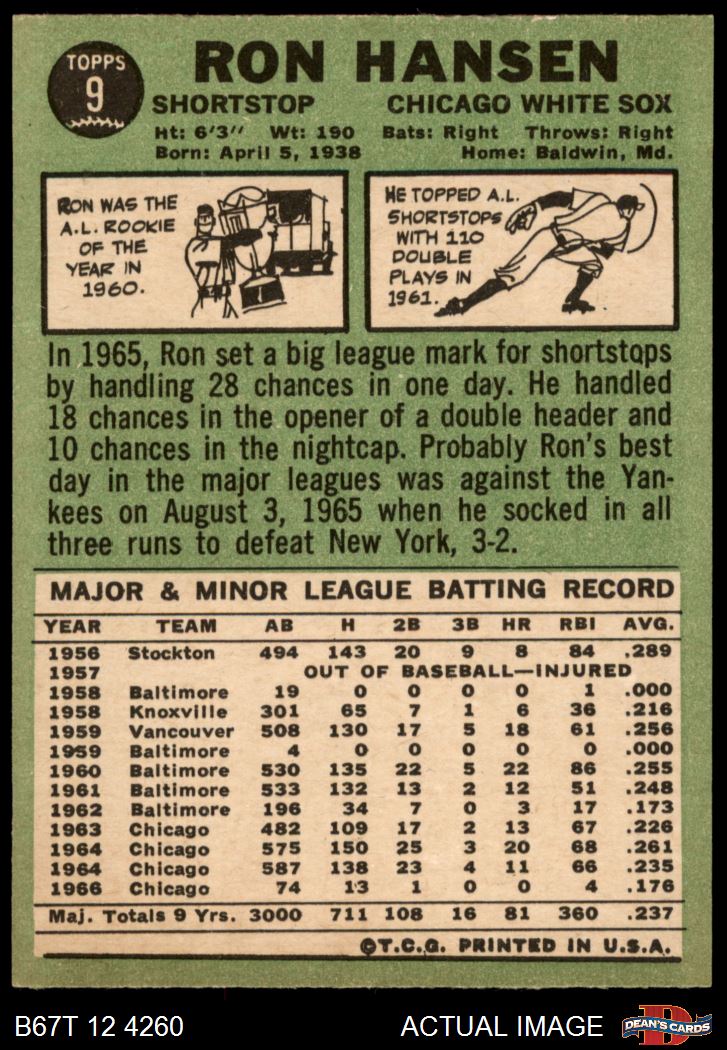 TOPPS
9
RON HANSEN
SHORTSTOP CHICAGO WHITE SOX
Ht: 6'3" Wt: 190 Bats: Right Throws: Right
Born: April 5, 1938 Home: Baldwin, Md.
RON WAS THE
A.L. ROOKIE
OF THE
YEAR IN
1960.
HE TOPPED A.L.
SHORTSTOPS
WITH 110
DOUBLE
PLAYS IN
1961.
In 1965, Ron set a big league mark for shortstops
by handling 28 chances in one day. He handled
18 chances in the opener of a double header and
10 chances in the nightcap. Probably Ron's best
day in the major leagues was against the Yan-
kees on August 3, 1965 when he socked in all
three runs to defeat New York, 3-2.
MAJOR & MINOR LEAGUE BATTING RECORD
YEAR TEAM AB H 2B 3B HR RBI AVG.
1956 Stockton 494 143 20 9 8 84 .289
1957 OUT OF BASEBALL—INJURED
1958 Baltimore 19 0 0 0 0 1 .000
1958 Knoxville 301 65 7 1 6 36 .216
1959 Vancouver 508 130 17 5 18 61 .256
1959 Baltimore 4 0 0 0 0 0 .000
1960 Baltimore 530 135 22 5 22 86 .255
1961 Baltimore 533 132 13 2 12 51 .248
1962 Baltimore 196 34 7 0 3 17 .173
1963 Chicago 482 109 17 2 13 67 .226
1964 Chicago 575 150 25 3 20 68 .261
1964 Chicago 587 138 23 4 11 66 .235
1966 Chicago 74 13 1 0 0 4 .176
Maj. Totals 9 Yrs. 3000 711 108 16 81 360 .237
©T.C.G. PRINTED IN U.S.A.
B67T 12 4260 ACTUAL IMAGE
D
DEAN'S CARDS